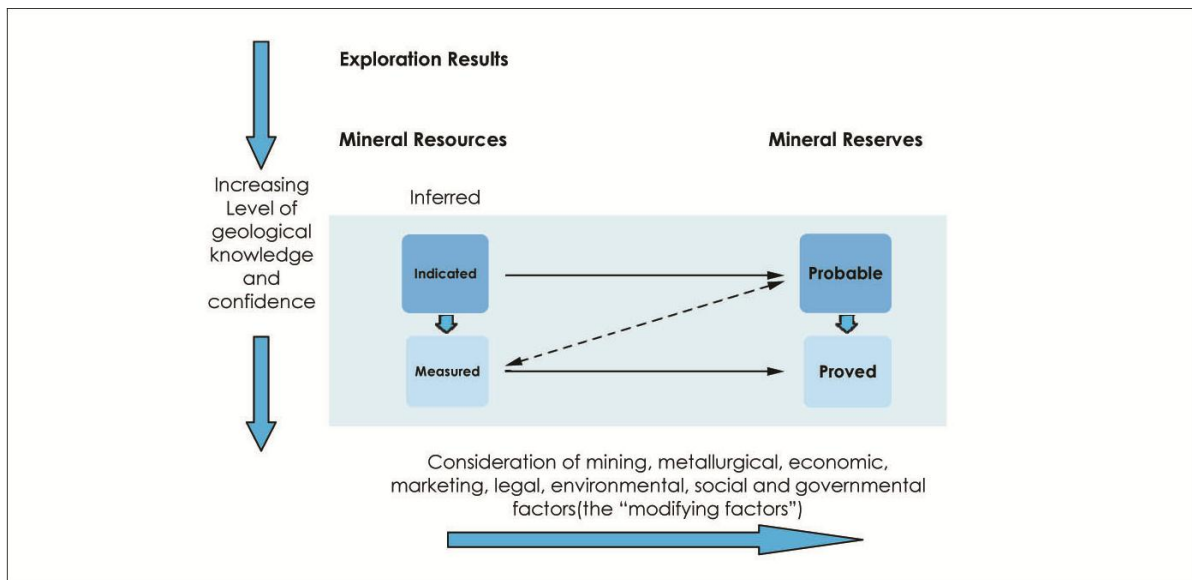 Exploration Results
Mineral Resources
Mineral Reserves
Increasing
Level of
geological
knowledge
and
confidence
Inferred
Indicated
Probable
Measured
Proved
Consideration of mining, metallurgical, economic,
marketing, legal, environmental, social and governmental
factors(the “modifying factors”)